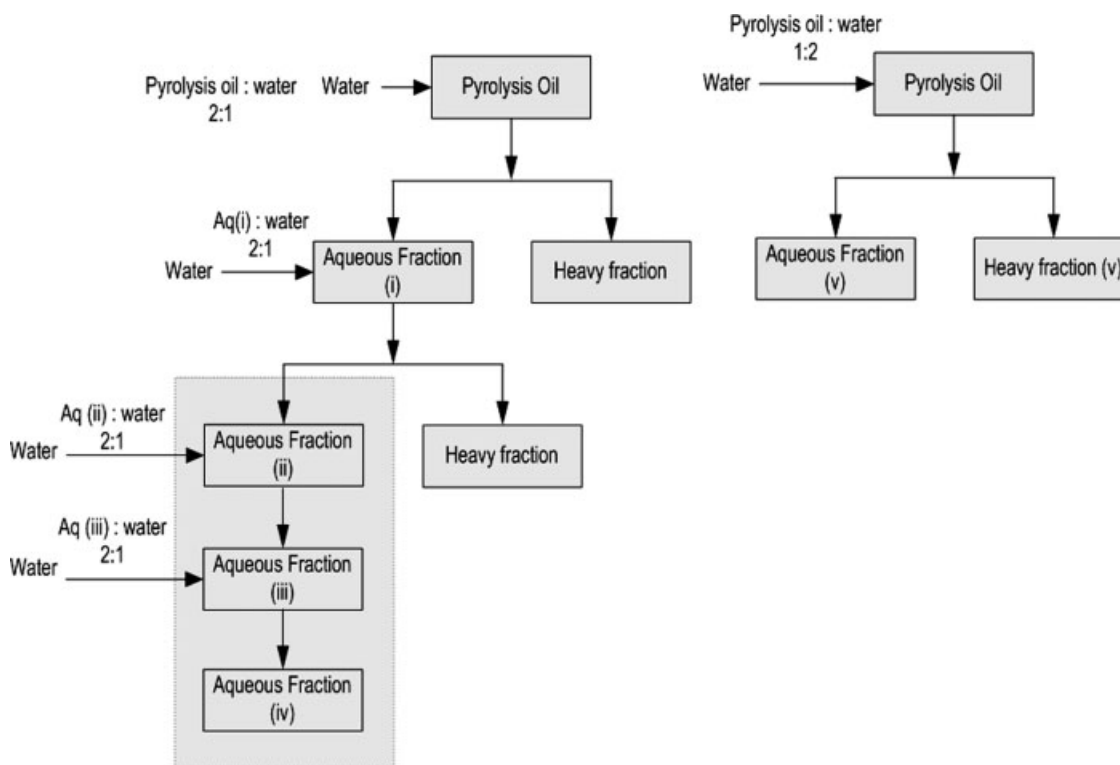 Pyrolysis oil : water
2:1
Water
Pyrolysis Oil
Pyrolysis oil : water
1:2
Water
Pyrolysis Oil
Aq(i) : water
2:1
Water
Aqueous Fraction
(i)
Heavy fraction
Aqueous Fraction
(v)
Heavy fraction (v)
Aq (ii) : water
2:1
Water
Aqueous Fraction
(ii)
Heavy fraction
Aq (iii) : water
2:1
Water
Aqueous Fraction
(iii)
Aqueous Fraction
(iv)